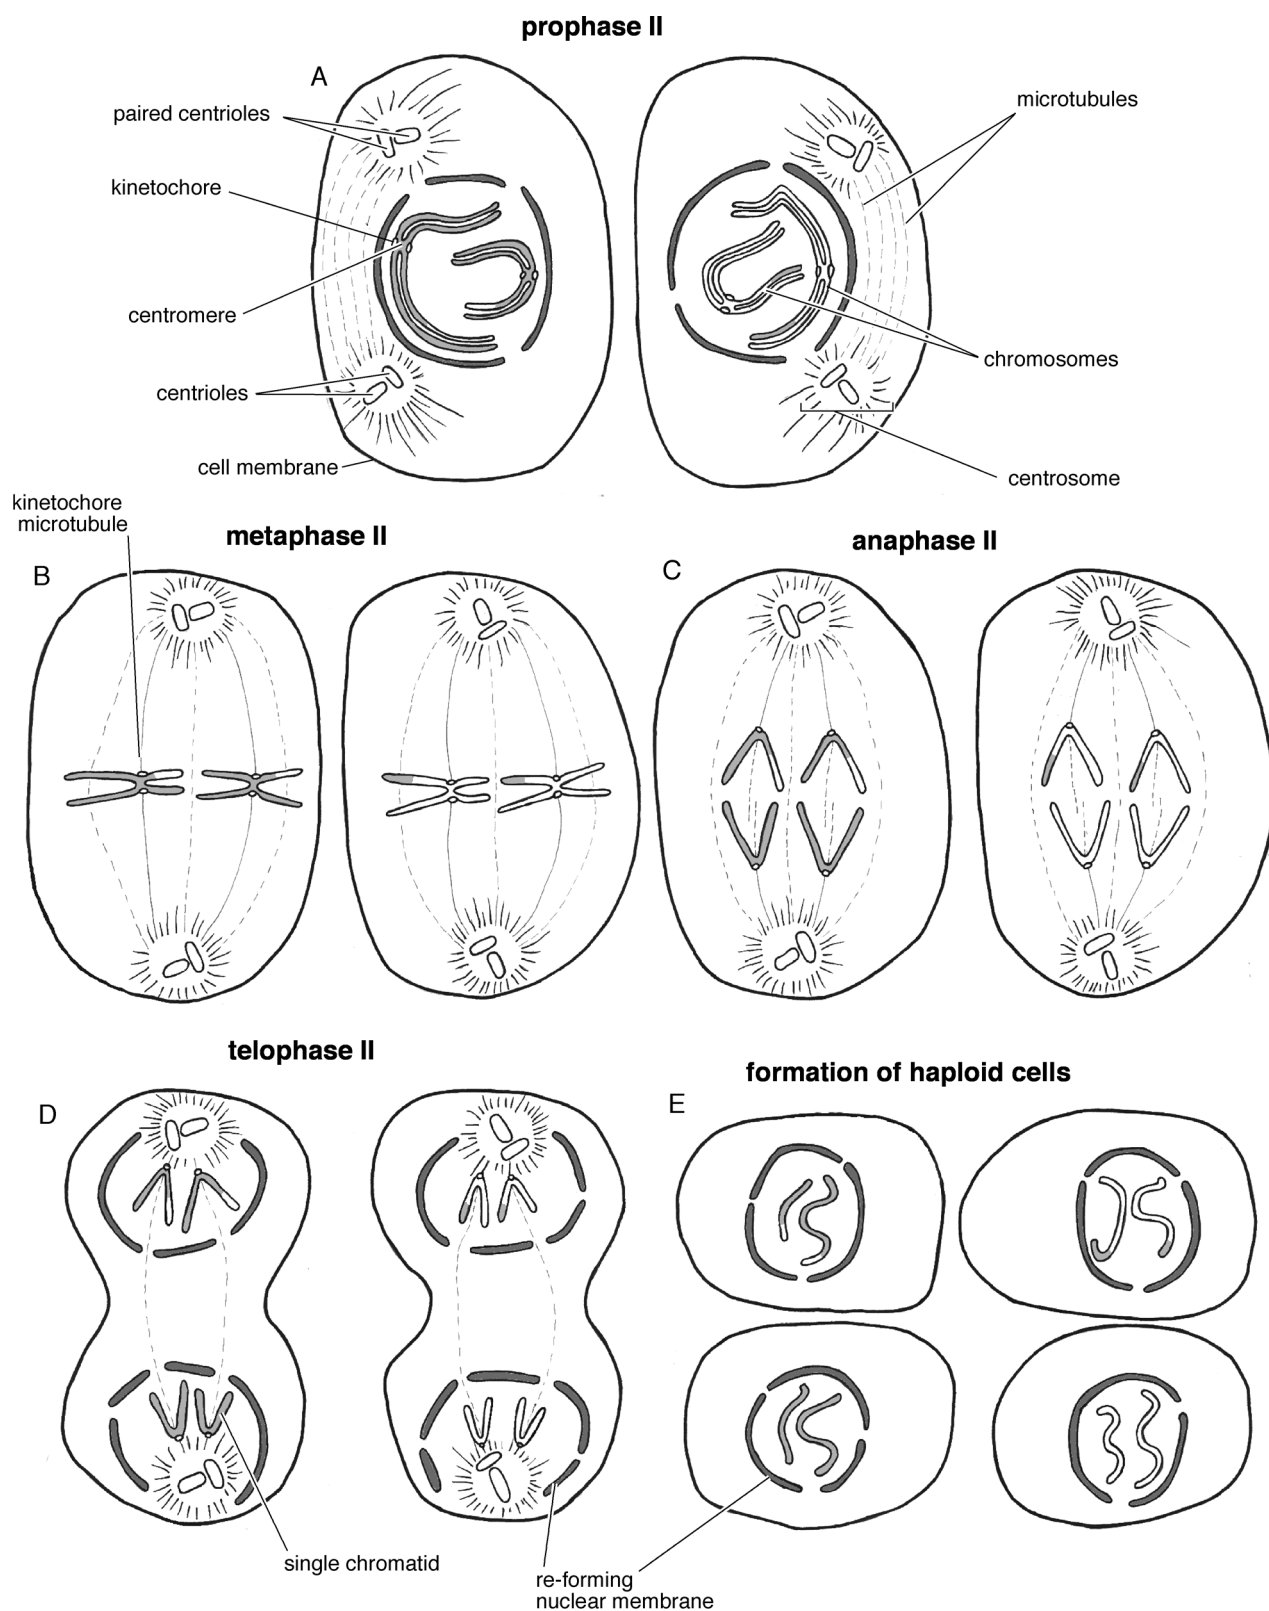 prophase II
A
paired centrioles
microtubules
kinetochore
centromere
chromosomes
centrioles
cell membrane
centrosome
kinetochore
microtubule
metaphase II
anaphase II
B
C
telophase II
formation of haploid cells
D
E
single chromatid
re-forming
nuclear membrane